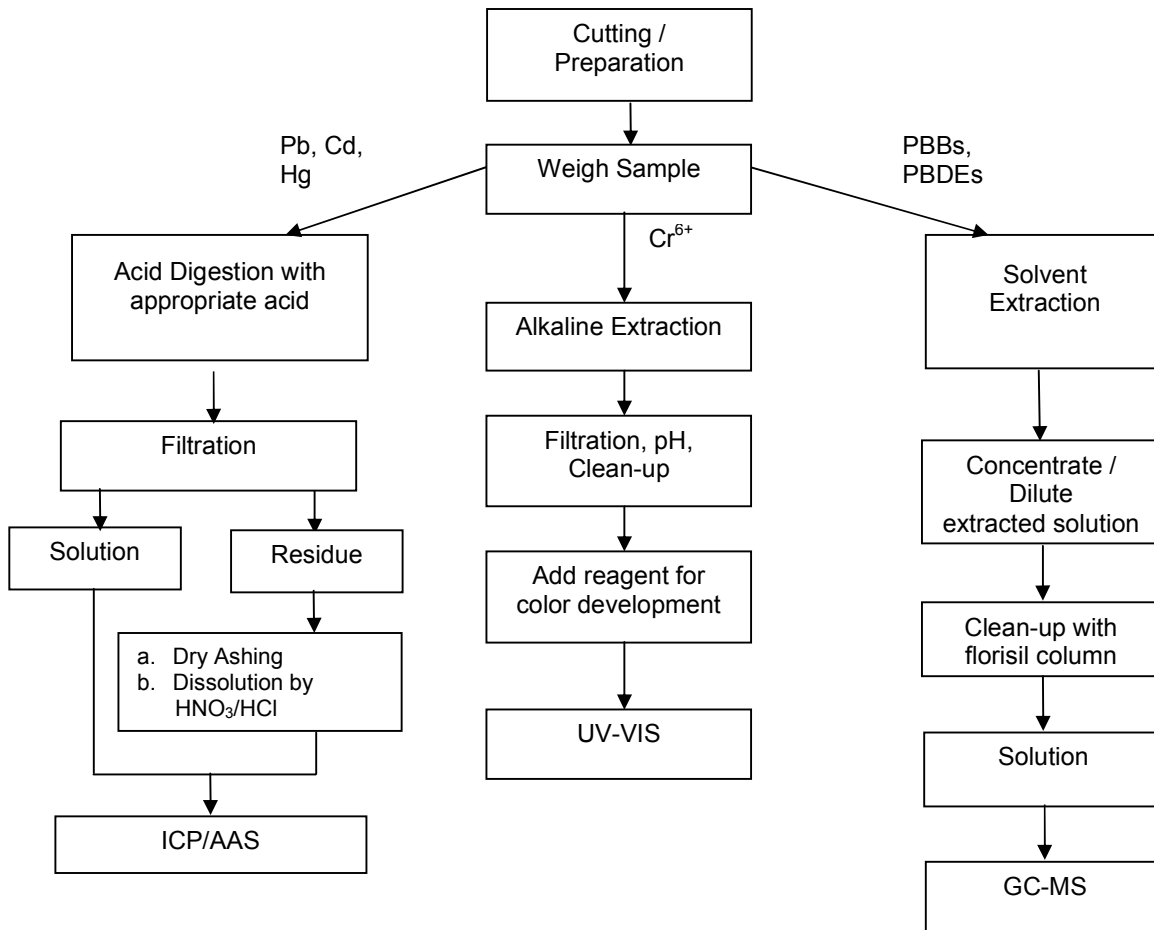 Cutting /
Preparation
Pb, Cd,
Hg
Weigh Sample
PBBs,
PBDEs
Cr⁶⁺
Acid Digestion with
appropriate acid
Alkaline Extraction
Solvent
Extraction
Filtration
Filtration, pH,
Clean-up
Concentrate /
Dilute
extracted solution
Solution
Residue
Add reagent for
color development
Clean-up with
florisil column
a. Dry Ashing
b. Dissolution by
HNO₃/HCl
UV-VIS
Solution
ICP/AAS
GC-MS